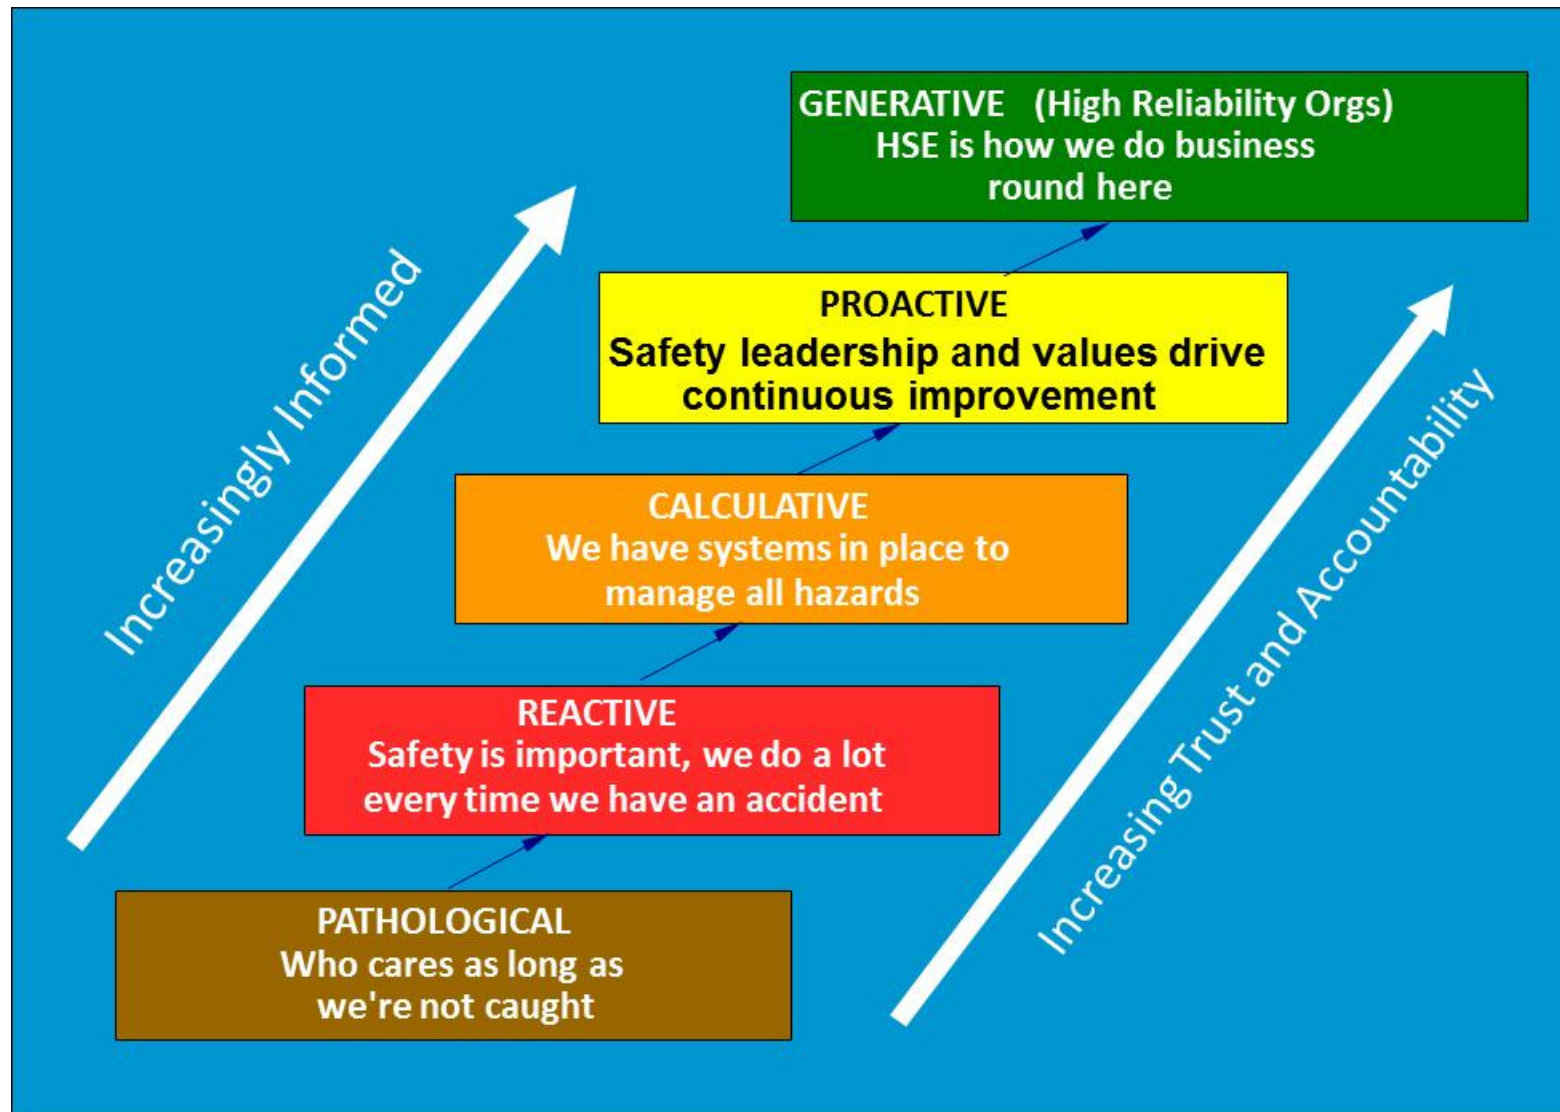 GENERATIVE (High Reliability Orgs)
HSE is how we do business
round here
PROACTIVE
Safety leadership and values drive
continuous improvement
CALCULATIVE
We have systems in place to
manage all hazards
REACTIVE
Safety is important, we do a lot
every time we have an accident
PATHOLOGICAL
Who cares as long as
we're not caught
Increasingly Informed
Increasing Trust and Accountability